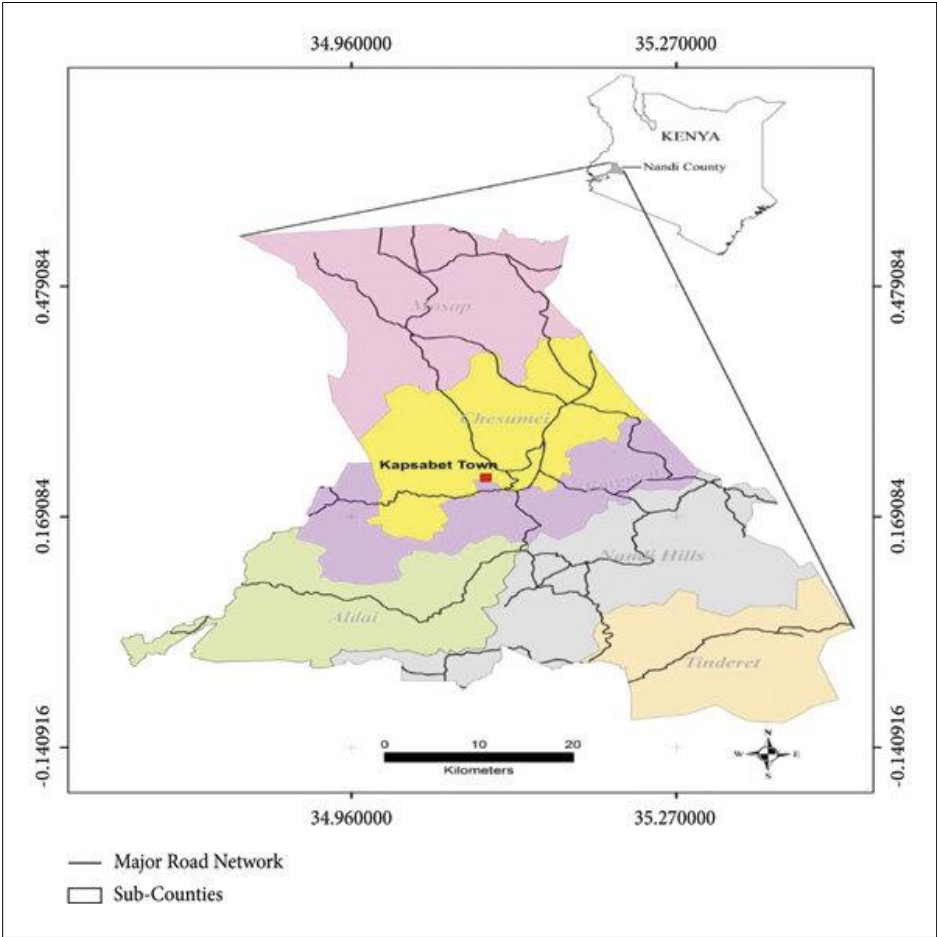 34.960000 35.270000
KENYA
Nandi County
0.479084 0.479084
Mosop
Chesumei
Kapsabet Town
0.169084 0.169084
Nandi Hills
Aldai
Tinderet
-0.140916 -0.140916
0 10 20
Kilometers
N
W E
S
34.960000 35.270000
Major Road Network
Sub-Counties